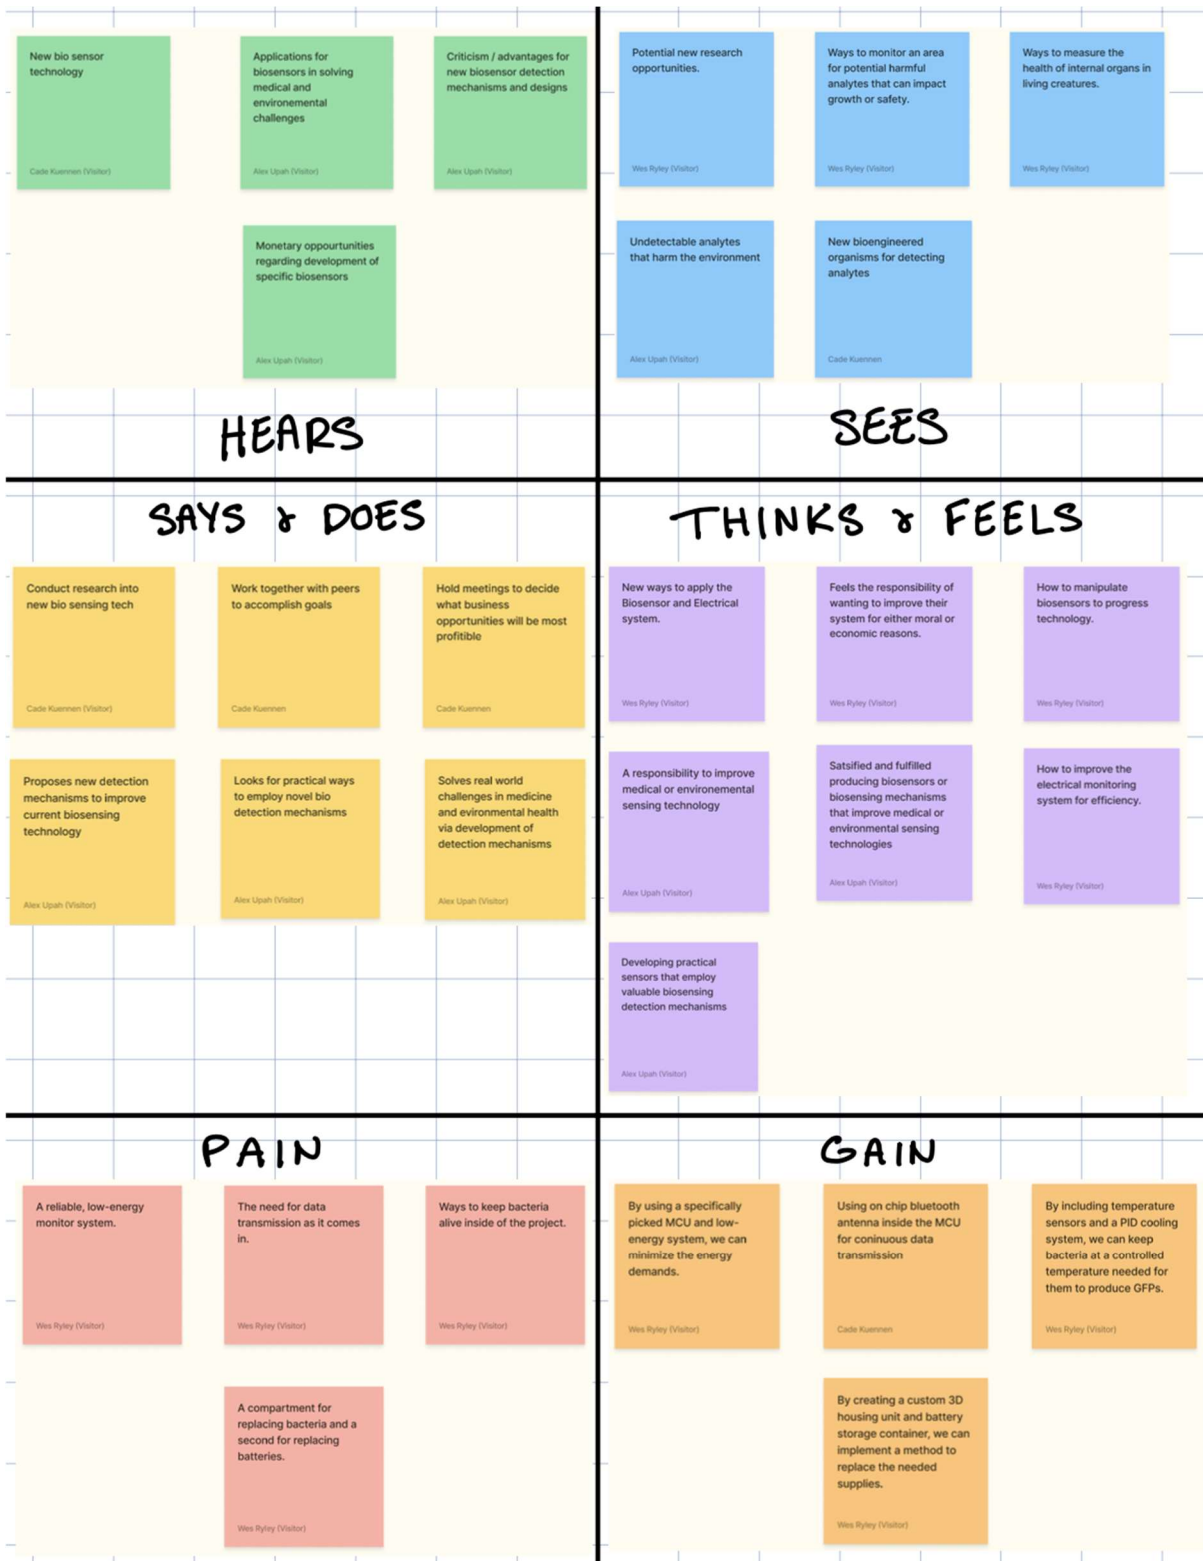 New bio sensor
technology
Cade Kuennen (Visitor)
Applications for
biosensors in solving
medical and
environemental
challenges
Alex Upah (Visitor)
Criticism / advantages for
new biosensor detection
mechanisms and designs
Alex Upah (Visitor)
Monetary oppourtunities
regarding development of
specific biosensors
Alex Upah (Visitor)
HEARS
Potential new research
opportunities.
Wes Ryley (Visitor)
Ways to monitor an area
for potential harmful
analytes that can impact
growth or safety.
Wes Ryley (Visitor)
Ways to measure the
health of internal organs in
living creatures.
Wes Ryley (Visitor)
Undetectable analytes
that harm the environment
Alex Upah (Visitor)
New bioengineered
organisms for detecting
analytes
Cade Kuennen
SEES
SAYS & DOES
Conduct research into
new bio sensing tech
Cade Kuennen (Visitor)
Work together with peers
to accomplish goals
Cade Kuennen
Hold meetings to decide
what business
opportunities will be most
profitible
Cade Kuennen
Proposes new detection
mechanisms to improve
current biosensing
technology
Alex Upah (Visitor)
Looks for practical ways
to employ novel bio
detection mechanisms
Alex Upah (Visitor)
Solves real world
challenges in medicine
and evironmental health
via development of
detection mechanisms
Alex Upah (Visitor)
THINKS & FEELS
New ways to apply the
Biosensor and Electrical
system.
Wes Ryley (Visitor)
Feels the responsibility of
wanting to improve their
system for either moral or
economic reasons.
Wes Ryley (Visitor)
How to manipulate
biosensors to progress
technology.
Wes Ryley (Visitor)
A responsibility to improve
medical or environemental
sensing technology
Alex Upah (Visitor)
Satsified and fulfilled
producing biosensors or
biosensing mechanisms
that improve medical or
environmental sensing
technologies
Alex Upah (Visitor)
How to improve the
electrical monitoring
system for efficiency.
Wes Ryley (Visitor)
Developing practical
sensors that employ
valuable biosensing
detection mechanisms
Alex Upah (Visitor)
PAIN
A reliable, low-energy
monitor system.
Wes Ryley (Visitor)
The need for data
transmission as it comes
in.
Wes Ryley (Visitor)
Ways to keep bacteria
alive inside of the project.
Wes Ryley (Visitor)
A compartment for
replacing bacteria and a
second for replacing
batteries.
Wes Ryley (Visitor)
GAIN
By using a specifically
picked MCU and low-
energy system, we can
minimize the energy
demands.
Wes Ryley (Visitor)
Using on chip bluetooth
antenna inside the MCU
for coninuous data
transmission
Cade Kuennen
By including temperature
sensors and a PID cooling
system, we can keep
bacteria at a controlled
temperature needed for
them to produce GFPs.
Wes Ryley (Visitor)
By creating a custom 3D
housing unit and battery
storage container, we can
implement a method to
replace the needed
supplies.
Wes Ryley (Visitor)